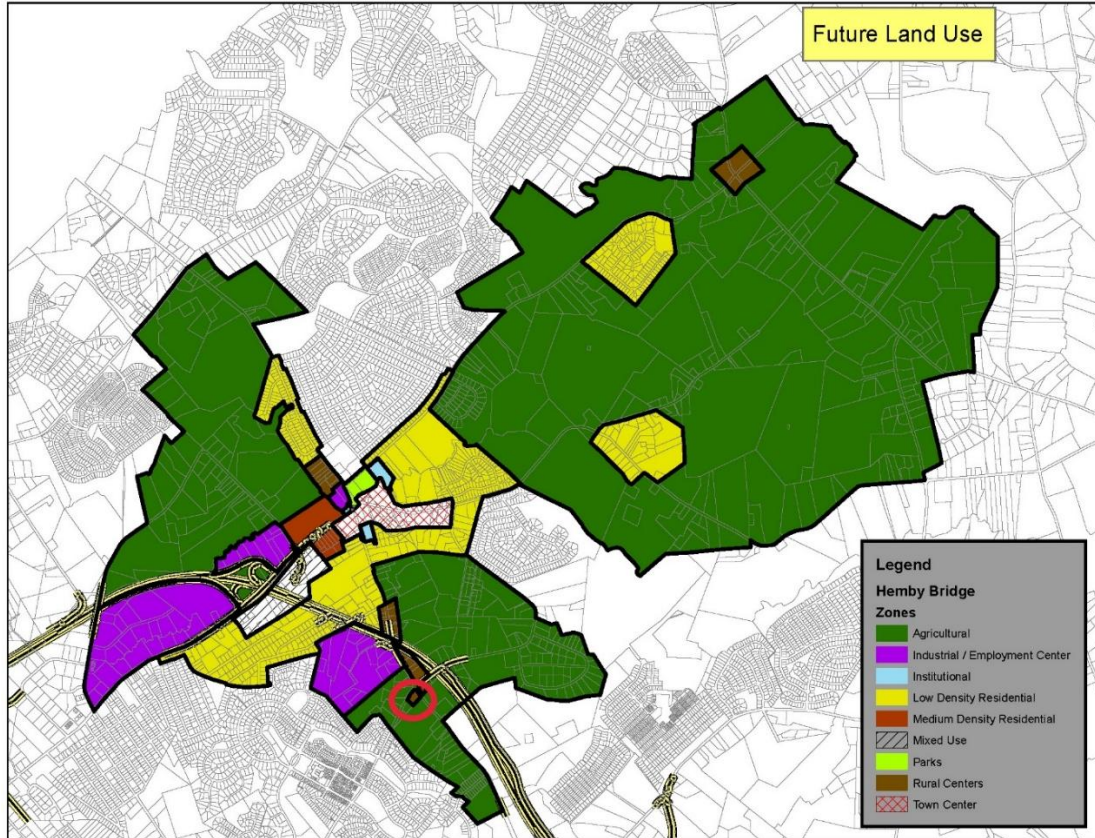 Future Land Use
Legend
Hemby Bridge
Zones
Agricultural
Industrial / Employment Center
Institutional
Low Density Residential
Medium Density Residential
Mixed Use
Parks
Rural Centers
Town Center